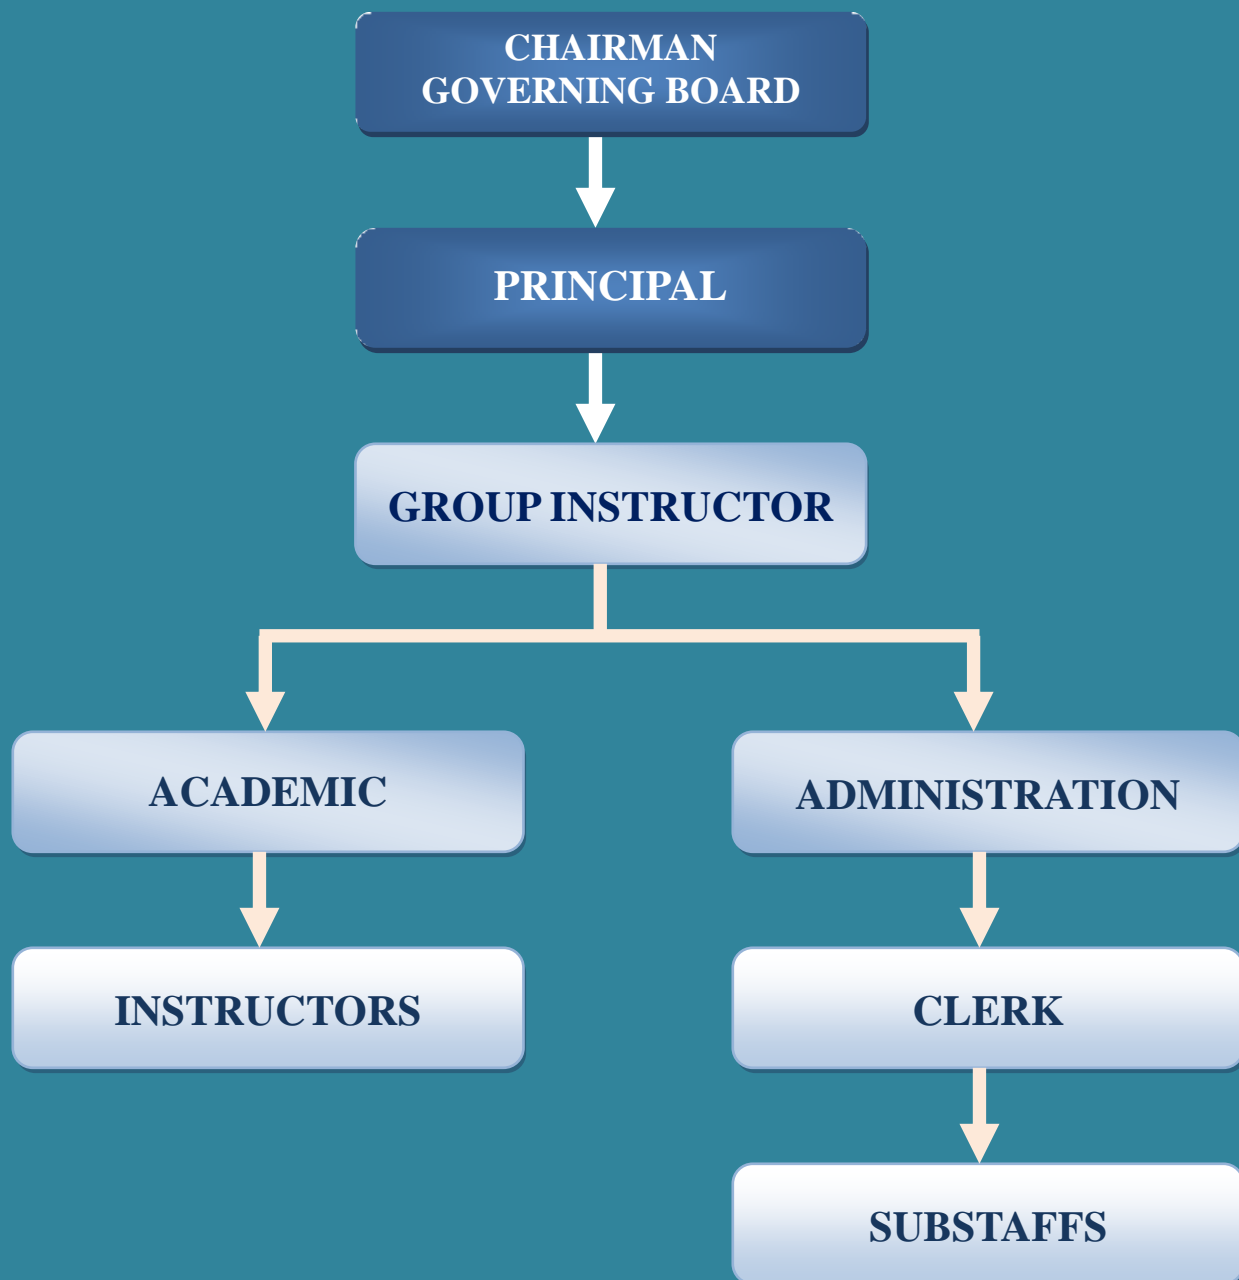 CHAIRMAN
GOVERNING BOARD
PRINCIPAL
GROUP INSTRUCTOR
ACADEMIC
ADMINISTRATION
INSTRUCTORS
CLERK
SUBSTAFFS